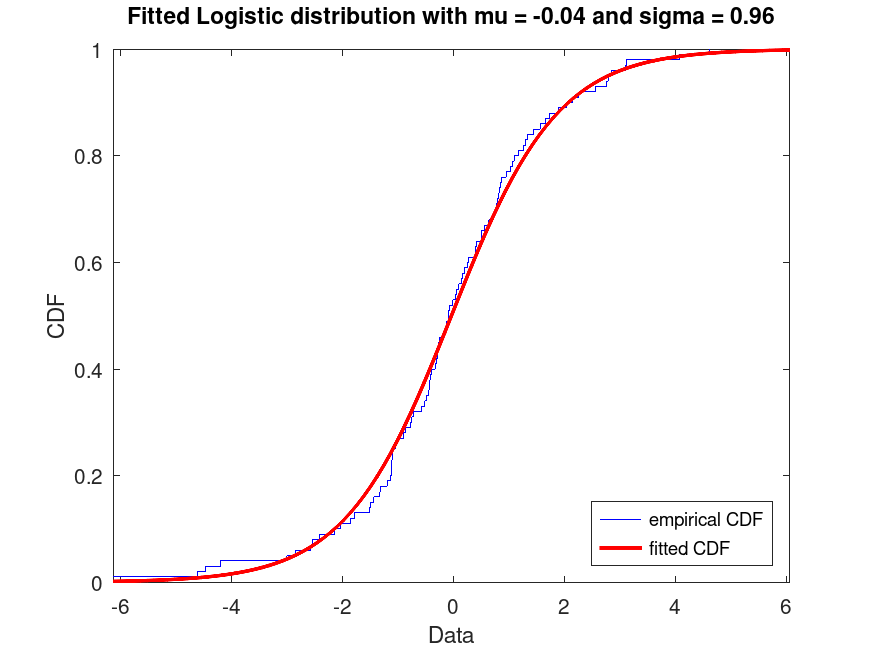 Fitted Logistic distribution with mu = -0.04 and sigma = 0.96
1
0.8
0.6
0.4
0.2
0
CDF
empirical CDF
fitted CDF
-6 -4 -2 0 2 4 6
Data